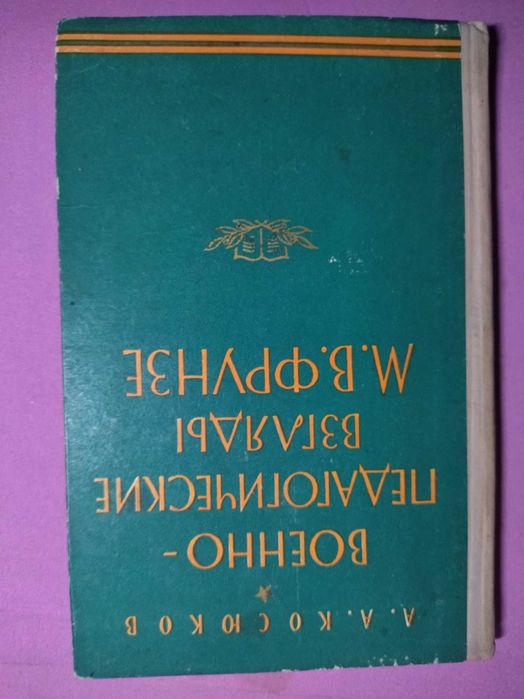 А. А. КОСЮКОВ
ВОЕННО-
ПЕДАГОГИЧЕСКИЕ
ВЗГЛЯДЫ
М. В. ФРУНЗЕ